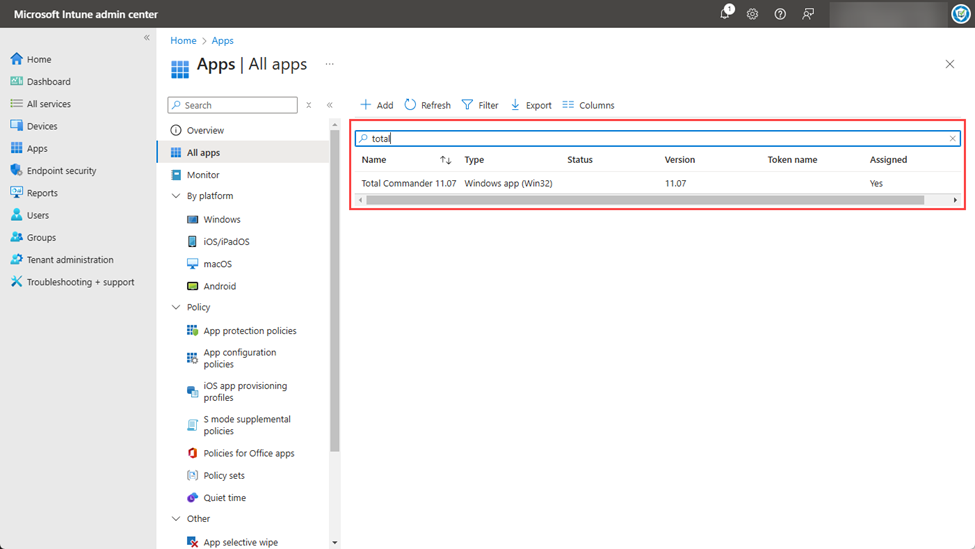 Microsoft Intune admin center
1
Home
Dashboard
All services
Devices
Apps
Endpoint security
Reports
Users
Groups
Tenant administration
Troubleshooting + support
Home > Apps
Apps | All apps
Search
Overview
All apps
Monitor
By platform
Windows
iOS/iPadOS
macOS
Android
Policy
App protection policies
App configuration
policies
iOS app provisioning
profiles
S mode supplemental
policies
Policies for Office apps
Policy sets
Quiet time
Other
App selective wipe
Add Refresh Filter Export Columns
total
Name Type Status Version Token name Assigned
Total Commander 11.07 Windows app (Win32) 11.07 Yes